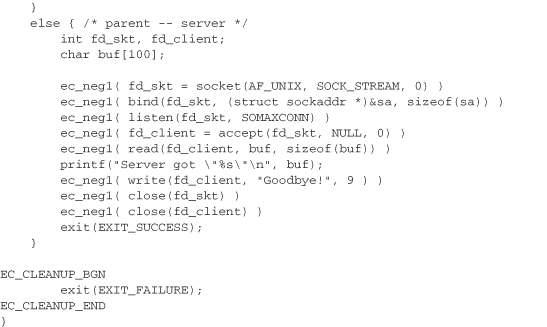 }
    else { /* parent -- server */
        int fd_skt, fd_client;
        char buf[100];

        ec_neg1( fd_skt = socket(AF_UNIX, SOCK_STREAM, 0) )
        ec_neg1( bind(fd_skt, (struct sockaddr *)&sa, sizeof(sa)) )
        ec_neg1( listen(fd_skt, SOMAXCONN) )
        ec_neg1( fd_client = accept(fd_skt, NULL, 0) )
        ec_neg1( read(fd_client, buf, sizeof(buf)) )
        printf("Server got \"%s\"\n", buf);
        ec_neg1( write(fd_client, "Goodbye!", 9 ) )
        ec_neg1( close(fd_skt) )
        ec_neg1( close(fd_client) )
        exit(EXIT_SUCCESS);
    }

EC_CLEANUP_BGN
        exit(EXIT_FAILURE);
EC_CLEANUP_END
}